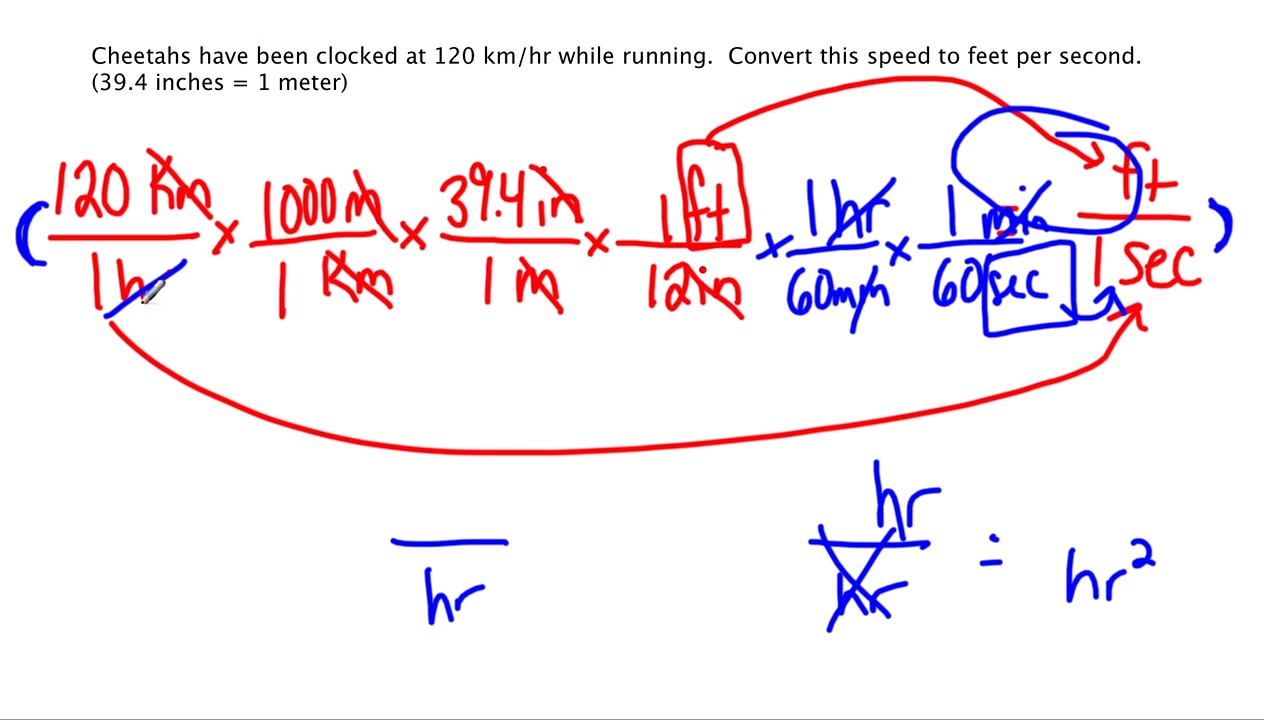 Cheetahs have been clocked at 120 km/hr while running. Convert this speed to feet per second.
(39.4 inches = 1 meter)
( 120 km × 1000 m × 39.4 in × 1 ft × 1 hr × 1 min ft )
1 hr 1 km 1 m 12 in 60 min 60 sec 1 sec
hr
hr
hr = hr²